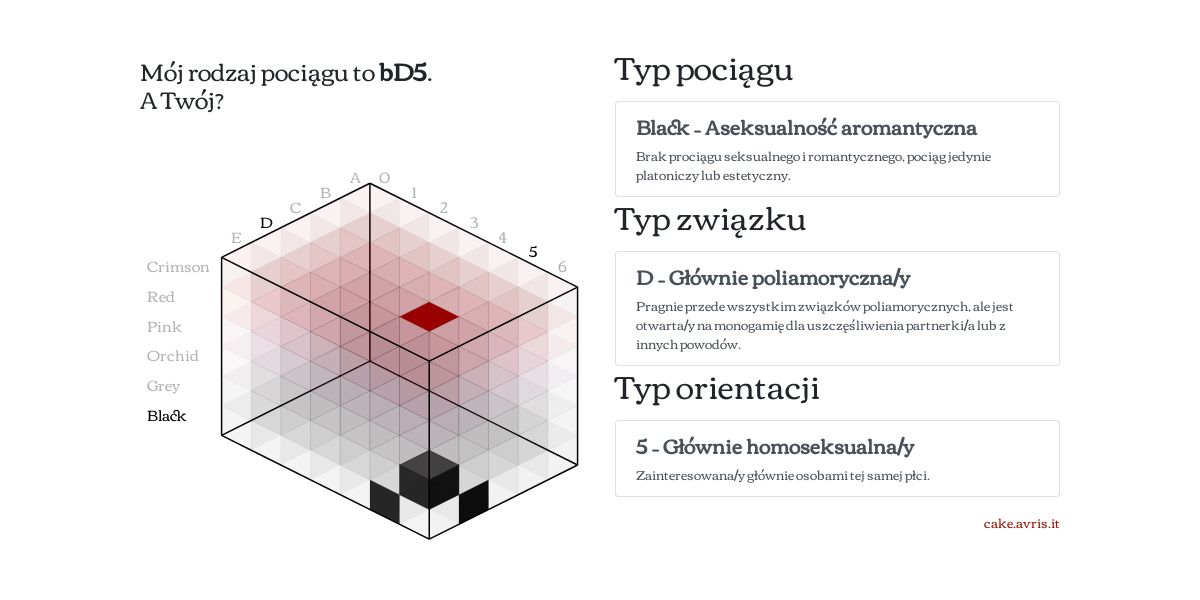 Mój rodzaj pociągu to bD5.
A Twój?
A
B
C
D
E
0
1
2
3
4
5
6
Crimson
Red
Pink
Orchid
Grey
Black
Typ pociągu
Black – Aseksualność aromantyczna
Brak prociągu seksualnego i romantycznego, pociąg jedynie
platoniczy lub estetyczny.
Typ związku
D – Głównie poliamoryczna/y
Pragnie przede wszystkim związków poliamorycznych, ale jest
otwarta/y na monogamię dla uszczęśliwienia partnerki/a lub z
innych powodów.
Typ orientacji
5 – Głównie homoseksualna/y
Zainteresowana/y głównie osobami tej samej płci.
cake.avris.it